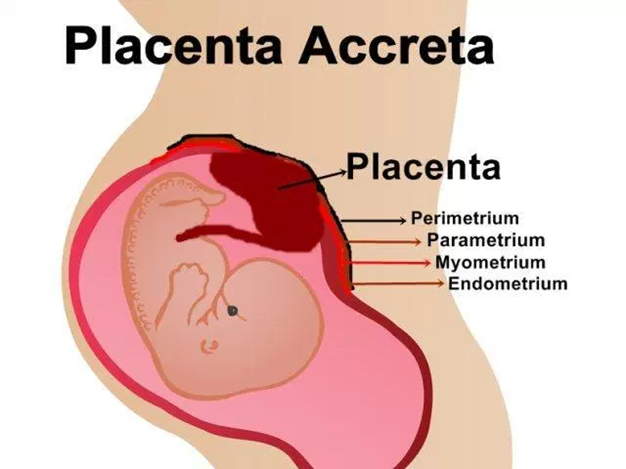 Placenta Accreta
Placenta
Perimetrium
Parametrium
Myometrium
Endometrium